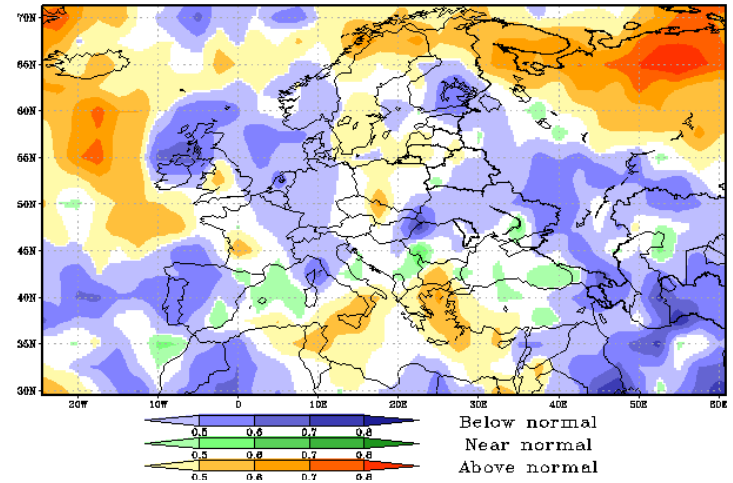 70N
65N
60N
55N
50N
45N
40N
35N
30N
20W 10W 0 10E 20E 30E 40E 50E 60E
0.5 0.6 0.7 0.8 Below normal
0.5 0.6 0.7 0.8 Near normal
0.5 0.6 0.7 0.8 Above normal